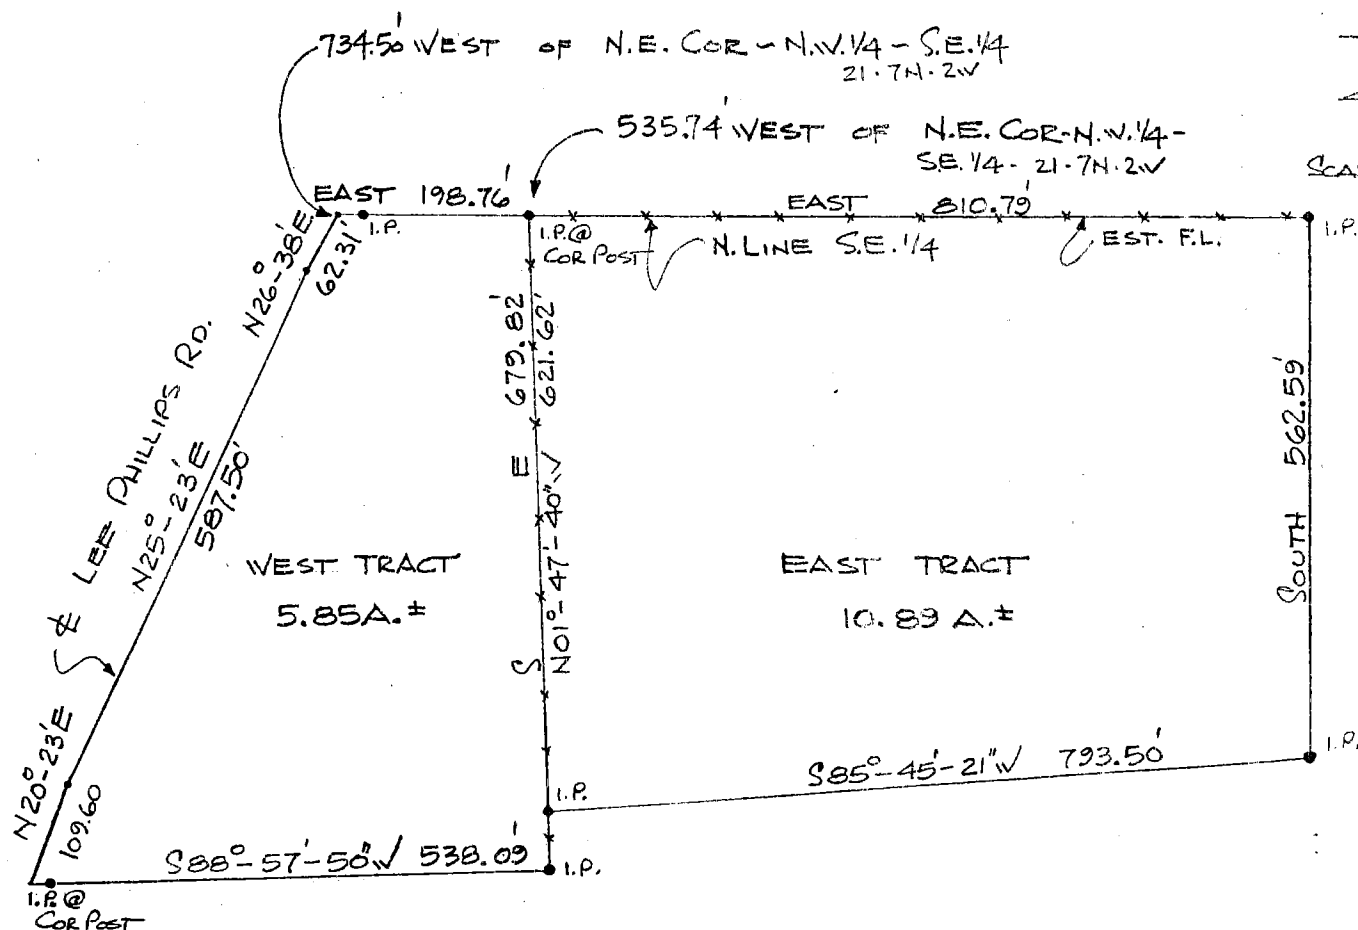 734.50' WEST OF N.E. COR - N.W. 1/4 - S.E. 1/4
21-7N-2W
535.74' WEST OF N.E. COR-N.W. 1/4-
S.E. 1/4 - 21-7N-2W
SCA
EAST 198.76'
EAST 810.79'
I.P.
I.P.@
COR POST
N. LINE S.E. 1/4
EST. F.L.
I.P.
N26°-38'E
62.31'
℄ LEE PHILLIPS RD.
N25°-23'E
587.50'
N20°-23'E
109.60
S E 679.82'
N01°-47'-40"W 621.62'
SOUTH 562.59'
WEST TRACT
5.85A.±
EAST TRACT
10.89 A.±
S85°-45'-21"W 793.50'
I.P.
I.P.
S88°-57'-50"W 538.09'
I.P.
I.P.@
COR POST